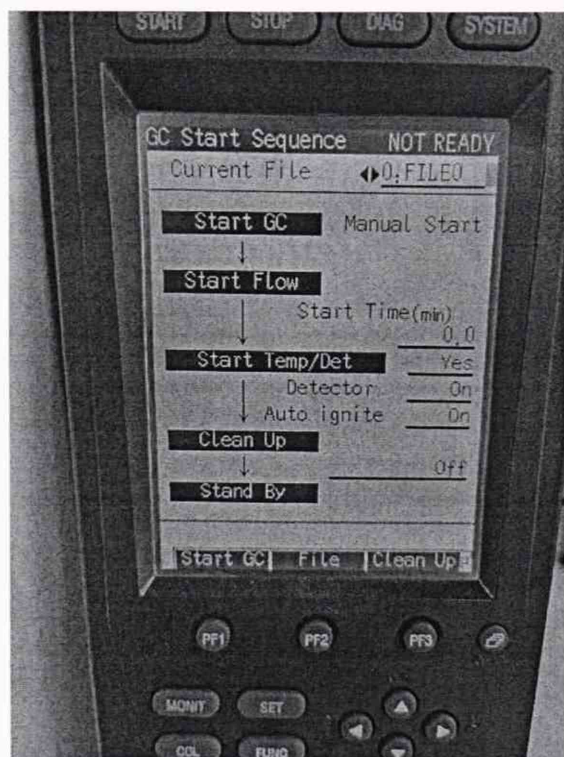 START STOP DIAG SYSTEM
GC Start Sequence NOT READY
Current File 0:FILE0
Start GC Manual Start
Start Flow
Start Time(min)
0.0
Start Temp/Det Yes
Detector On
Auto ignite On
Clean Up
Off
Stand By
Start GC File Clean Up
PF1 PF2 PF3
MONIT SET
COL FUNC